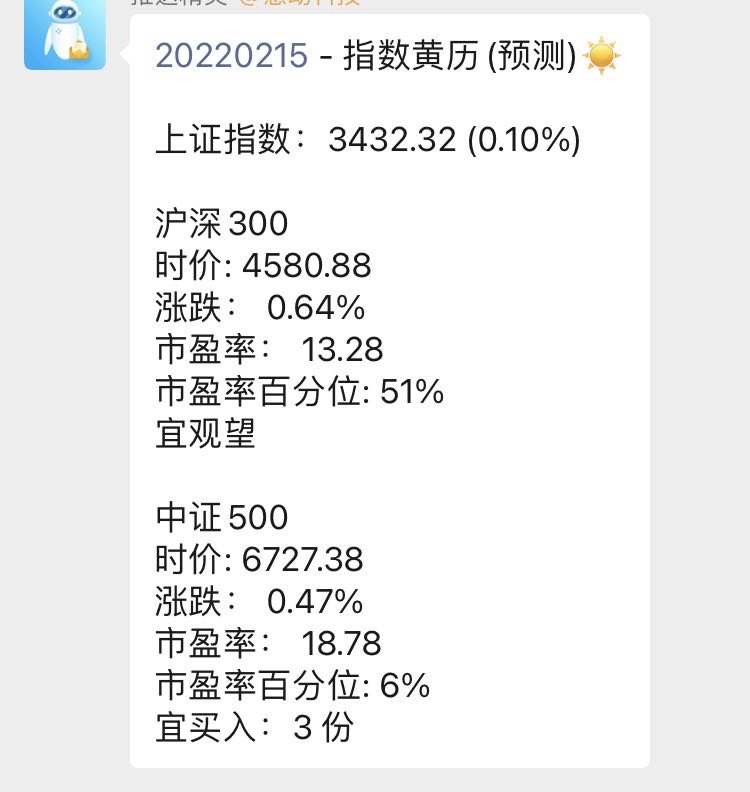 20220215 - 指数黄历 (预测)☀️
上证指数：3432.32 (0.10%)
沪深 300
时价: 4580.88
涨跌： 0.64%
市盈率： 13.28
市盈率百分位: 51%
宜观望
中证 500
时价: 6727.38
涨跌： 0.47%
市盈率： 18.78
市盈率百分位: 6%
宜买入：3 份